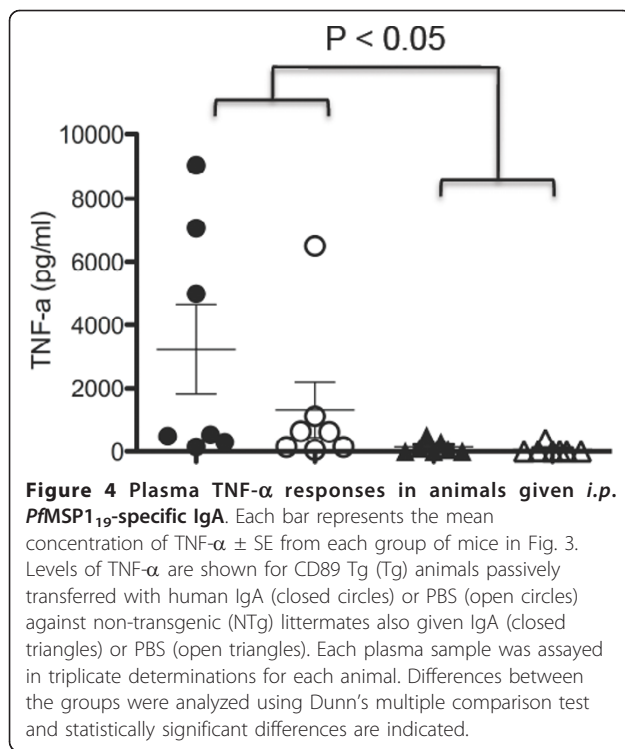 P < 0.05
10000
8000
6000
4000
2000
0
TNF-a (pg/ml)
Figure 4 Plasma TNF-α responses in animals given i.p.
PfMSP1₁₉-specific IgA. Each bar represents the mean
concentration of TNF-α ± SE from each group of mice in Fig. 3.
Levels of TNF-α are shown for CD89 Tg (Tg) animals passively
transferred with human IgA (closed circles) or PBS (open circles)
against non-transgenic (NTg) littermates also given IgA (closed
triangles) or PBS (open triangles). Each plasma sample was assayed
in triplicate determinations for each animal. Differences between
the groups were analyzed using Dunn's multiple comparison test
and statistically significant differences are indicated.